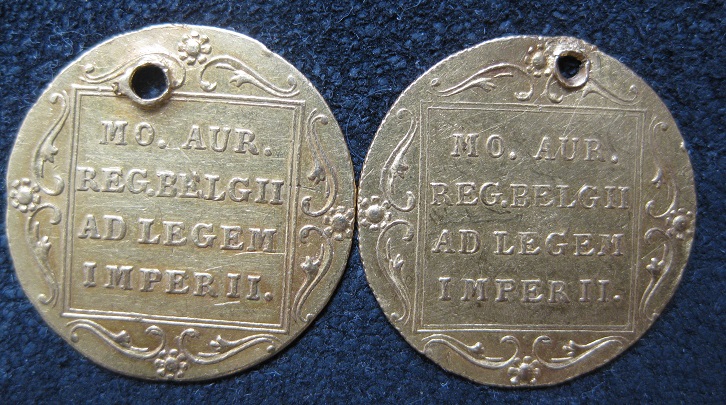 MO. AUR.
REG.BELGII
AD LEGEM
IMPERII.
MO. AUR.
REG.BELGII
AD LEGEM
IMPERII.